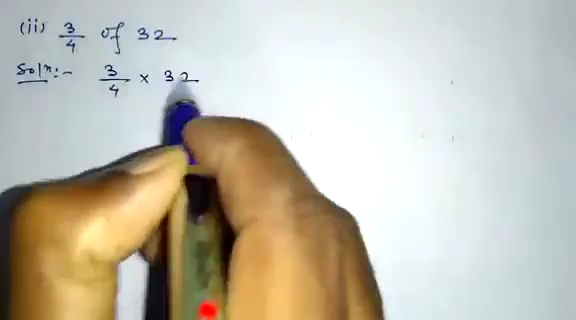 (ii) 3/4 of 32
Solⁿ:- 3/4 × 32